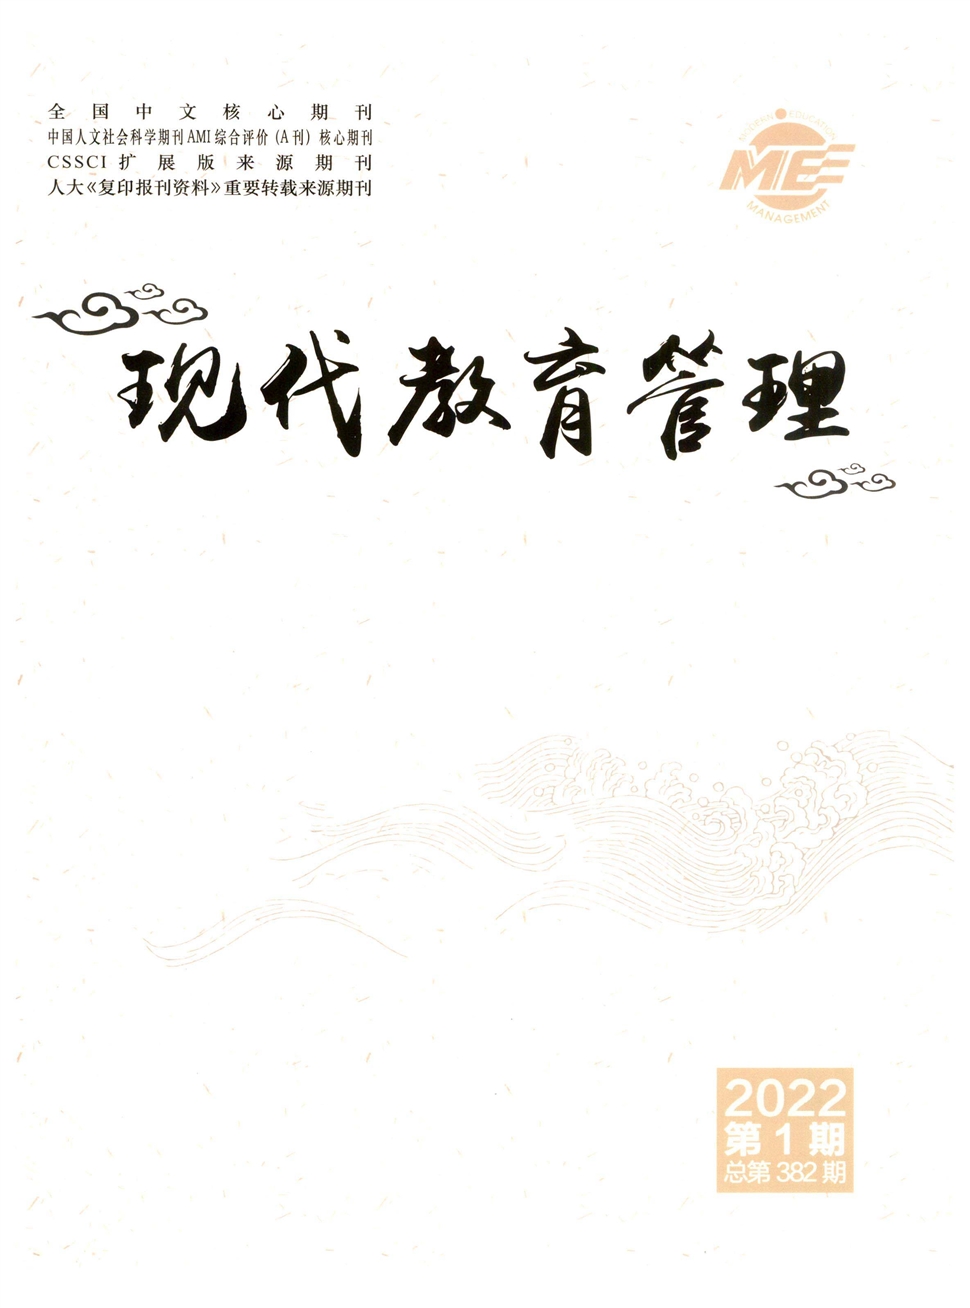 全国中文核心期刊
中国人文社会科学期刊AMI综合评价（A刊）核心期刊
CSSCI扩展版来源期刊
人大《复印报刊资料》重要转载来源期刊
MODERN EDUCATION
ME
MANAGEMENT
现代教育管理
2022
第1期
总第382期